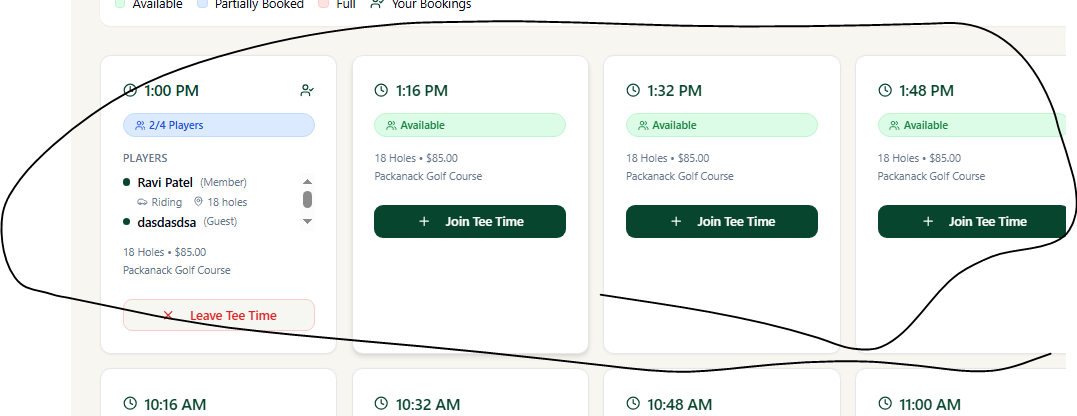 Available Partially Booked Full Your Bookings
1:00 PM
2/4 Players
PLAYERS
Ravi Patel (Member)
Riding 18 holes
dasdasdsa (Guest)
18 Holes • $85.00
Packanack Golf Course
Leave Tee Time
1:16 PM
Available
18 Holes • $85.00
Packanack Golf Course
+ Join Tee Time
1:32 PM
Available
18 Holes • $85.00
Packanack Golf Course
+ Join Tee Time
1:48 PM
Available
18 Holes • $85.00
Packanack Golf Course
+ Join Tee Time
10:16 AM
10:32 AM
10:48 AM
11:00 AM